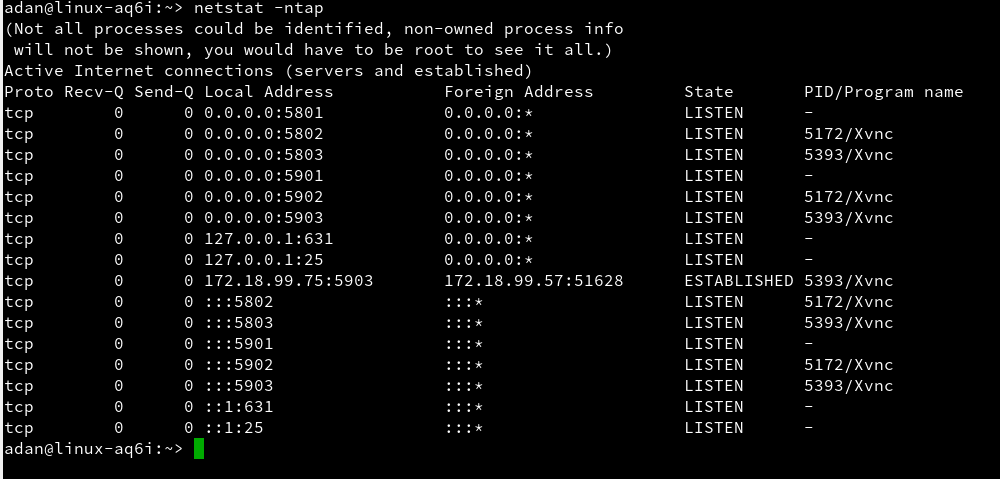 adan@linux-aq6i:~> netstat -ntap
(Not all processes could be identified, non-owned process info
 will not be shown, you would have to be root to see it all.)
Active Internet connections (servers and established)
Proto Recv-Q Send-Q Local Address           Foreign Address         State       PID/Program name
tcp        0      0 0.0.0.0:5801            0.0.0.0:*               LISTEN      -
tcp        0      0 0.0.0.0:5802            0.0.0.0:*               LISTEN      5172/Xvnc
tcp        0      0 0.0.0.0:5803            0.0.0.0:*               LISTEN      5393/Xvnc
tcp        0      0 0.0.0.0:5901            0.0.0.0:*               LISTEN      -
tcp        0      0 0.0.0.0:5902            0.0.0.0:*               LISTEN      5172/Xvnc
tcp        0      0 0.0.0.0:5903            0.0.0.0:*               LISTEN      5393/Xvnc
tcp        0      0 127.0.0.1:631           0.0.0.0:*               LISTEN      -
tcp        0      0 127.0.0.1:25            0.0.0.0:*               LISTEN      -
tcp        0      0 172.18.99.75:5903       172.18.99.57:51628      ESTABLISHED 5393/Xvnc
tcp        0      0 :::5802                 :::*                    LISTEN      5172/Xvnc
tcp        0      0 :::5803                 :::*                    LISTEN      5393/Xvnc
tcp        0      0 :::5901                 :::*                    LISTEN      -
tcp        0      0 :::5902                 :::*                    LISTEN      5172/Xvnc
tcp        0      0 :::5903                 :::*                    LISTEN      5393/Xvnc
tcp        0      0 ::1:631                 :::*                    LISTEN      -
tcp        0      0 ::1:25                  :::*                    LISTEN      -
adan@linux-aq6i:~>